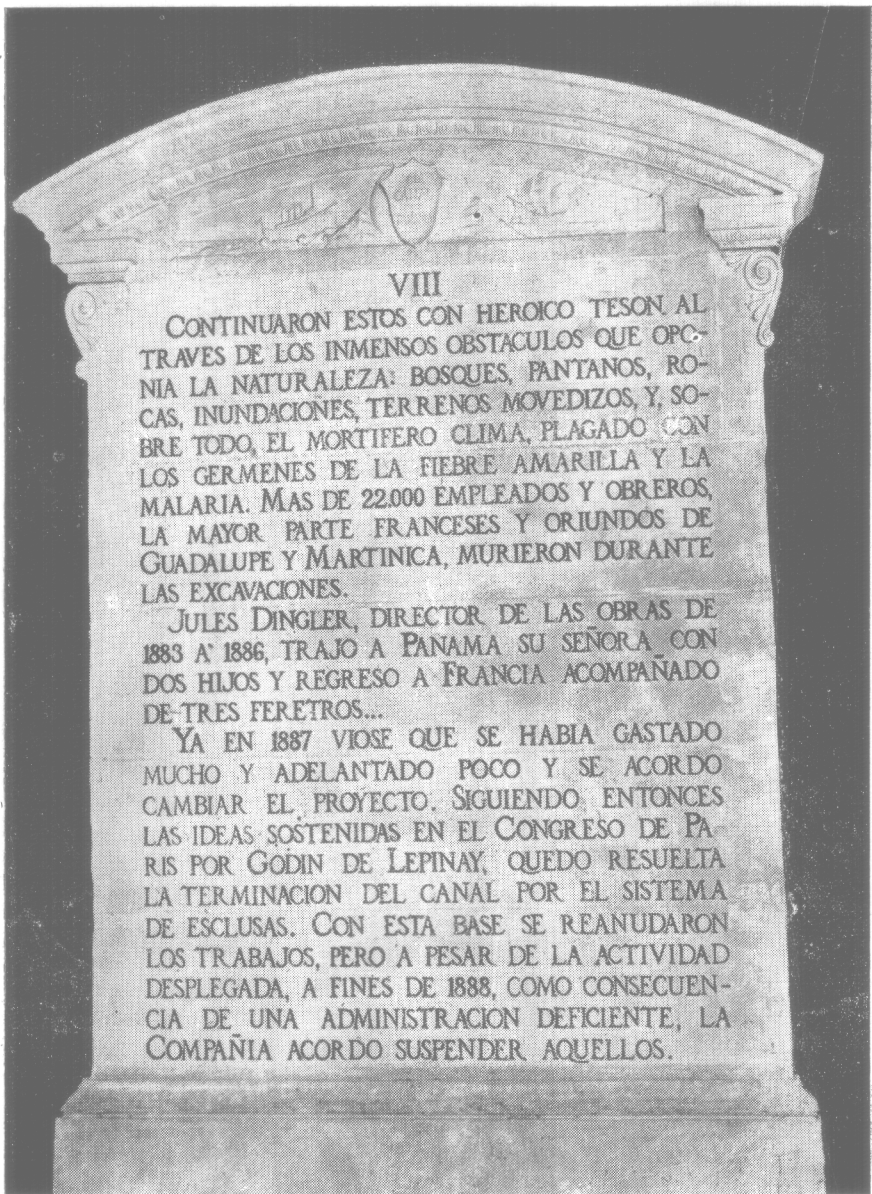 VIII
CONTINUARON ESTOS CON HEROICO TESON AL
TRAVES DE LOS INMENSOS OBSTACULOS QUE OPO-
NIA LA NATURALEZA: BOSQUES, PANTANOS, RO-
CAS, INUNDACIONES, TERRENOS MOVEDIZOS, Y, SO-
BRE TODO, EL MORTIFERO CLIMA, PLAGADO CON
LOS GERMENES DE LA FIEBRE AMARILLA Y LA
MALARIA. MAS DE 22.000 EMPLEADOS Y OBREROS,
LA MAYOR PARTE FRANCESES Y ORIUNDOS DE
GUADALUPE Y MARTINICA, MURIERON DURANTE
LAS EXCAVACIONES.
JULES DINGLER, DIRECTOR DE LAS OBRAS DE
1883 A 1886, TRAJO A PANAMA SU SEÑORA CON
DOS HIJOS Y REGRESO A FRANCIA ACOMPAÑADO
DE TRES FERETROS...
YA EN 1887 VIOSE QUE SE HABIA GASTADO
MUCHO Y ADELANTADO POCO Y SE ACORDO
CAMBIAR EL PROYECTO. SIGUIENDO ENTONCES
LAS IDEAS SOSTENIDAS EN EL CONGRESO DE PA-
RIS POR GODIN DE LEPINAY, QUEDO RESUELTA
LA TERMINACION DEL CANAL POR EL SISTEMA
DE ESCLUSAS. CON ESTA BASE SE REANUDARON
LOS TRABAJOS, PERO A PESAR DE LA ACTIVIDAD
DESPLEGADA, A FINES DE 1888, COMO CONSECUEN-
CIA DE UNA ADMINISTRACION DEFICIENTE, LA
COMPAÑIA ACORDO SUSPENDER AQUELLOS.